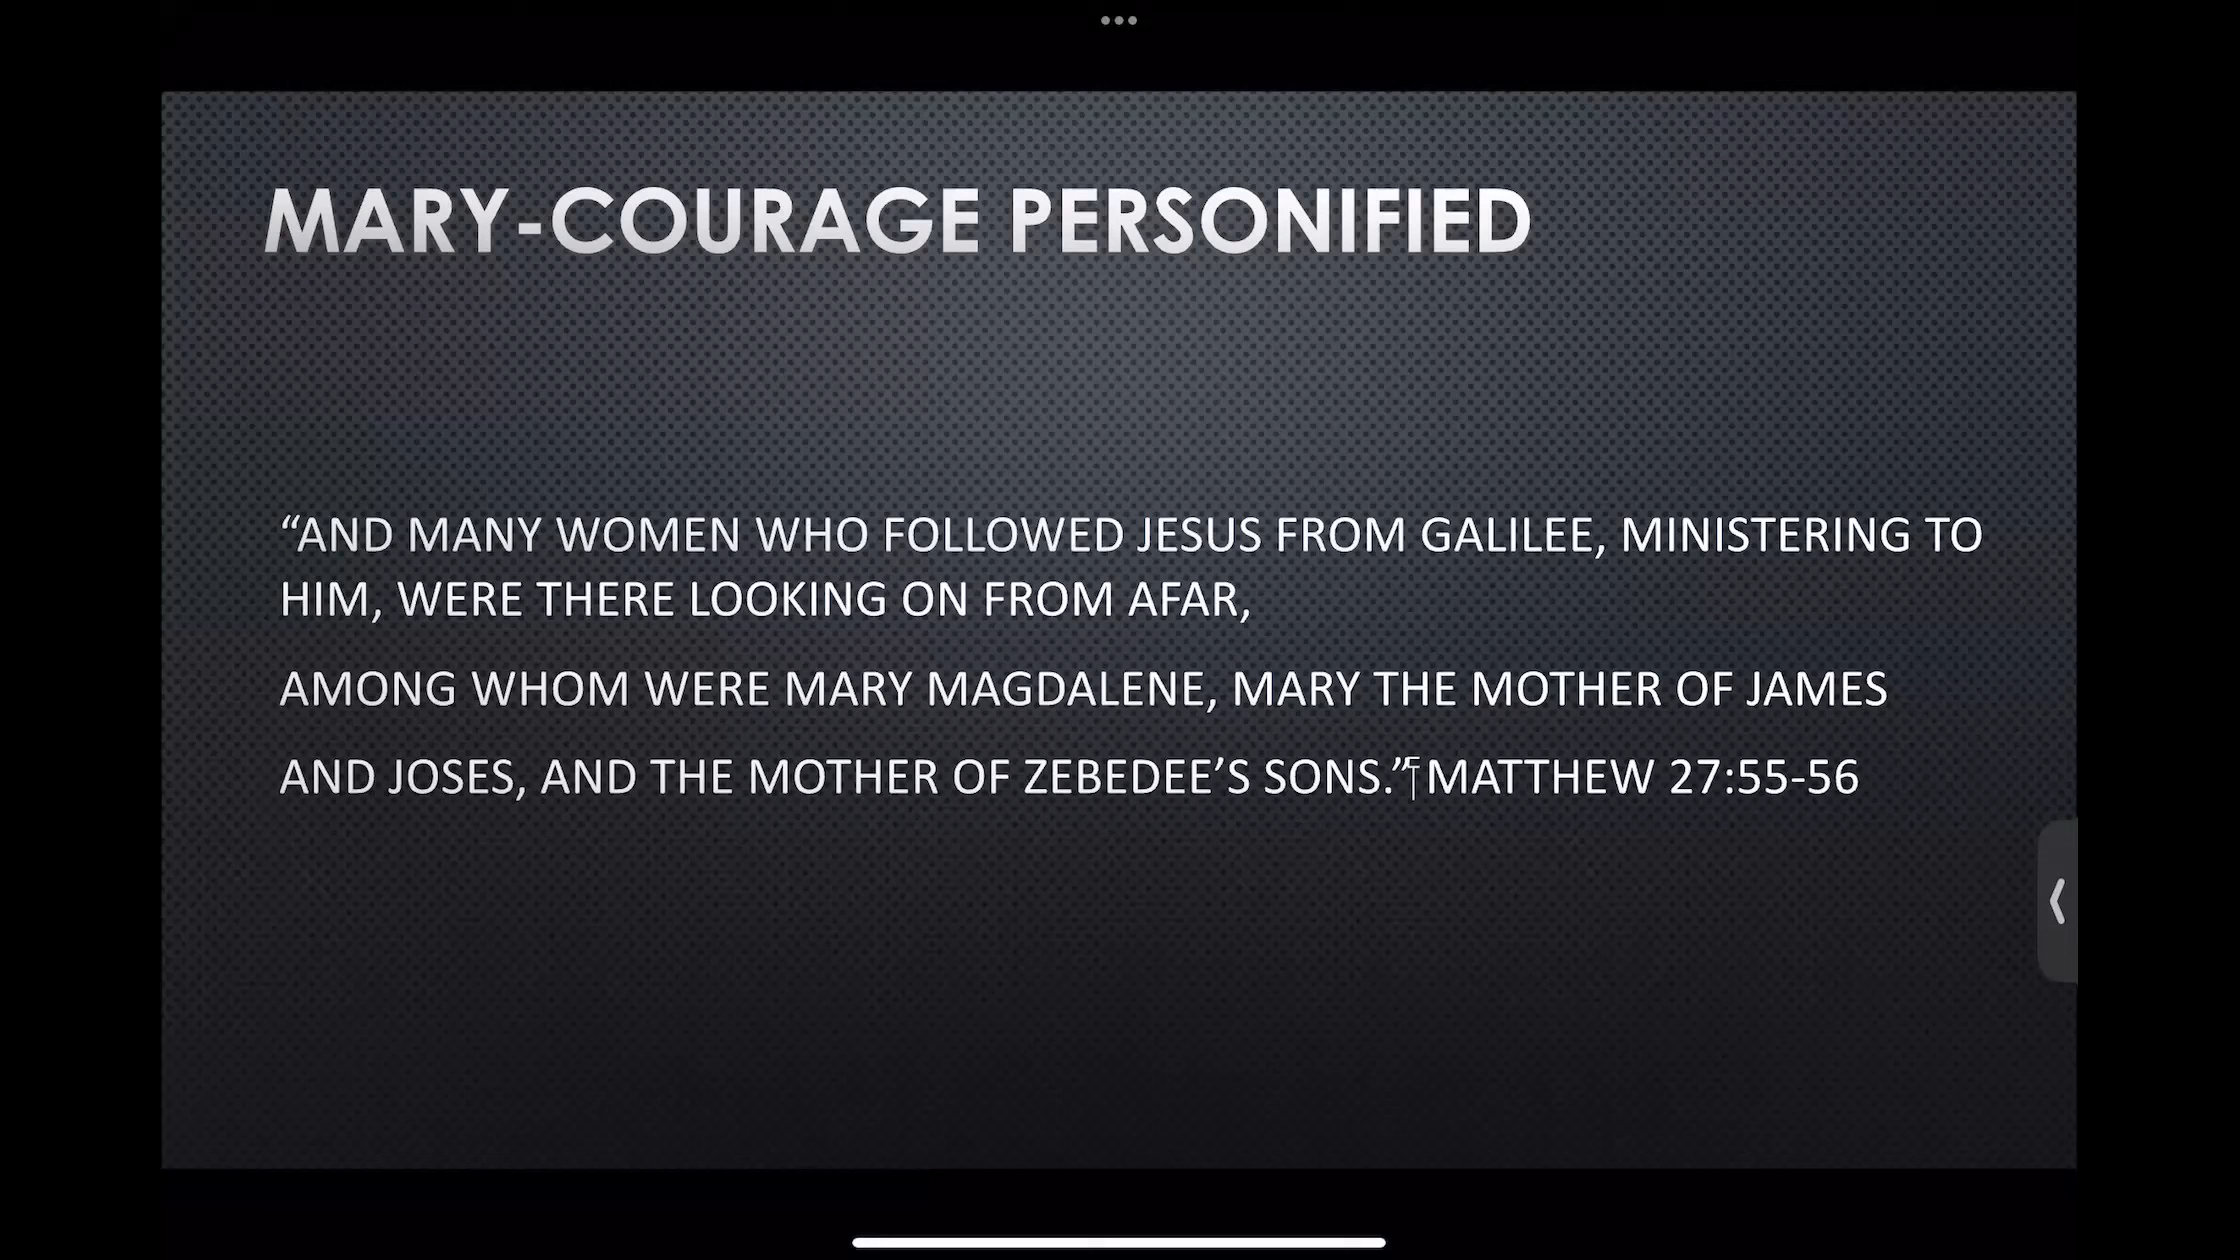 MARY-COURAGE PERSONIFIED
“AND MANY WOMEN WHO FOLLOWED JESUS FROM GALILEE, MINISTERING TO
HIM, WERE THERE LOOKING ON FROM AFAR,
AMONG WHOM WERE MARY MAGDALENE, MARY THE MOTHER OF JAMES
AND JOSES, AND THE MOTHER OF ZEBEDEE’S SONS.” MATTHEW 27:55-56